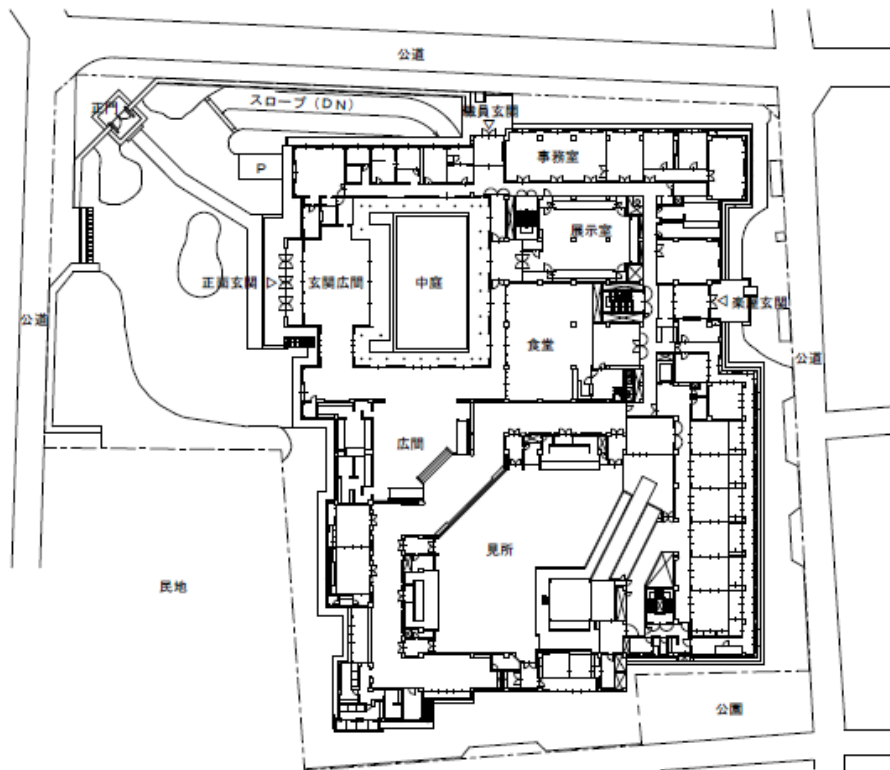 公道
正門
スロープ（DN）
職員玄関
事務室
P
展示室
正面玄関
玄関広間
中庭
楽屋玄関
公道
食堂
公道
広間
見所
民地
公園